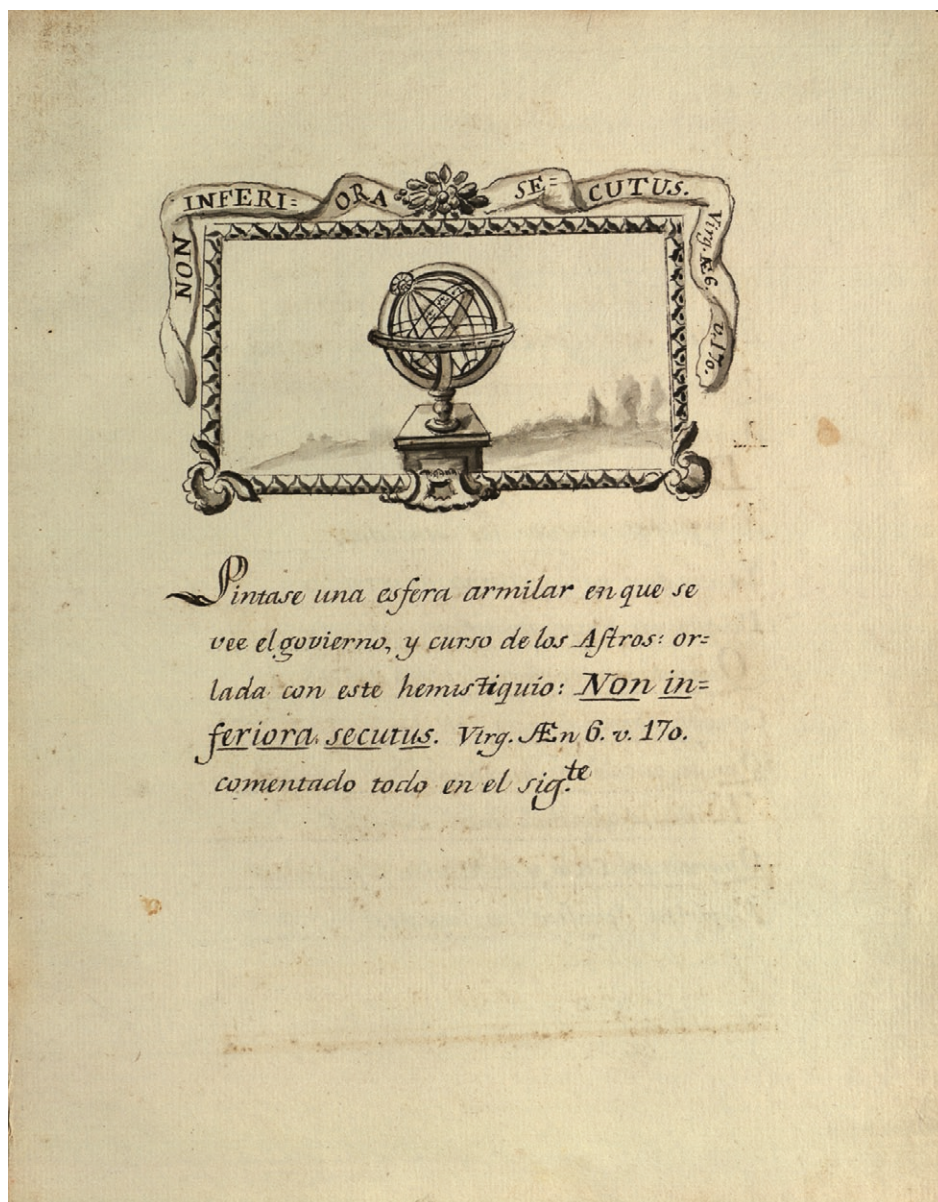 NON INFERI= ORA SE= CUTUS. Virg. Æ 6. v. 170.
Pintase una esfera armilar en que se
vee el govierno, y curso de los Astros: or=
lada con este hemistiquio: Non in=
feriora secutus. Virg. Æn 6. v. 170.
comentado todo en el sig.te